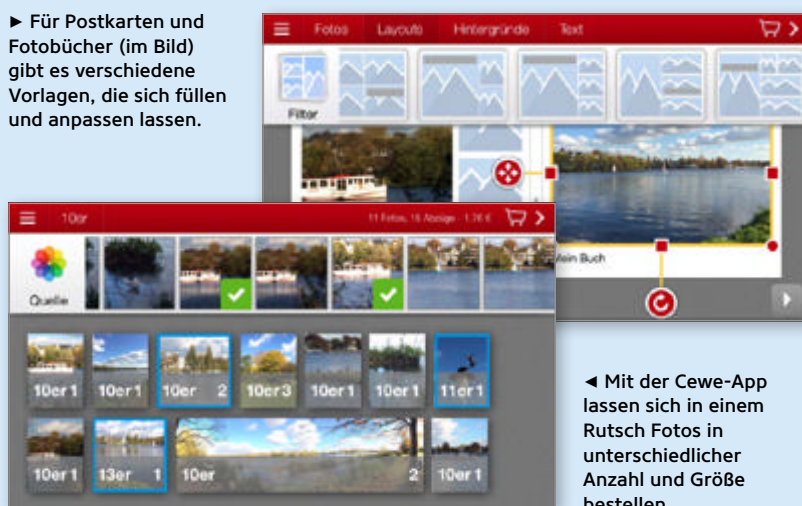 ► Für Postkarten und
Fotobücher (im Bild)
gibt es verschiedene
Vorlagen, die sich füllen
und anpassen lassen.
Fotos Layouts Hintergründe Text
Filter
Mein Buch
10er 11 Fotos, 16 Abzüge - 1,76 €
Quelle
10er 1 10er 1 10er 2 10er 3 10er 1 10er 1 11er 1
10er 1 13er 1 10er 2 10er 1
◄ Mit der Cewe-App
lassen sich in einem
Rutsch Fotos in
unterschiedlicher
Anzahl und Größe
bestellen